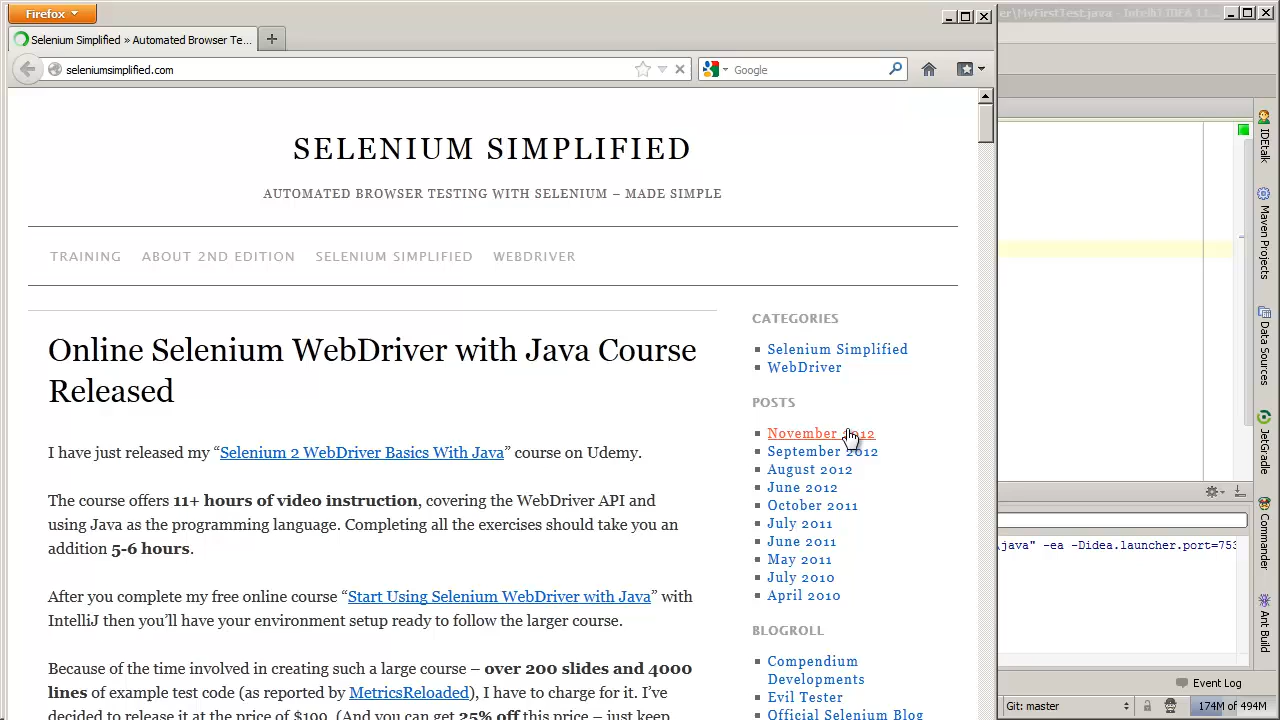 Firefox
er\MyFirstTest.java - IntelliJ IDEA 11.
Selenium Simplified » Automated Browser Te...
seleniumsimplified.com
Google
SELENIUM SIMPLIFIED
AUTOMATED BROWSER TESTING WITH SELENIUM – MADE SIMPLE
TRAINING ABOUT 2ND EDITION SELENIUM SIMPLIFIED WEBDRIVER
Online Selenium WebDriver with Java Course
Released
I have just released my “Selenium 2 WebDriver Basics With Java” course on Udemy.
The course offers 11+ hours of video instruction, covering the WebDriver API and
using Java as the programming language. Completing all the exercises should take you an
addition 5-6 hours.
After you complete my free online course “Start Using Selenium WebDriver with Java” with
IntelliJ then you’ll have your environment setup ready to follow the larger course.
Because of the time involved in creating such a large course – over 200 slides and 4000
lines of example test code (as reported by MetricsReloaded), I have to charge for it. I’ve
decided to release it at the price of $199. (And you can get 25% off this price – just keep
CATEGORIES
Selenium Simplified
WebDriver
POSTS
November 2012
September 2012
August 2012
June 2012
October 2011
July 2011
June 2011
May 2011
July 2010
April 2010
BLOGROLL
Compendium
Developments
Evil Tester
Official Selenium Blog
IDEtalk
Maven Projects
Data Sources
JetGradle
Commander
Ant Build
\java" -ea -Didea.launcher.port=753
Event Log
Git: master
174M of 494M